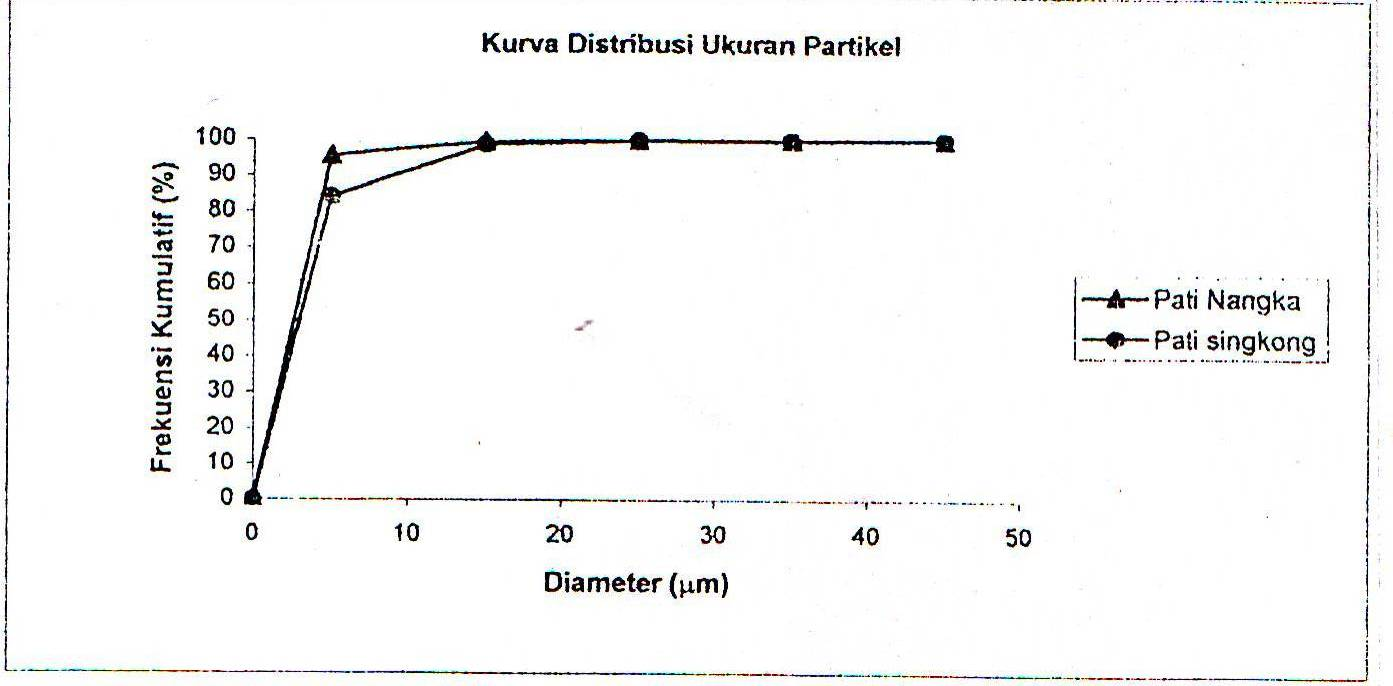 Kurva Distribusi Ukuran Partikel
Frekuensi Kumulatif (%)
100
90
80
70
60
50
40
30
20
10
0
0 10 20 30 40 50
Diameter (μm)
Pati Nangka
Pati singkong